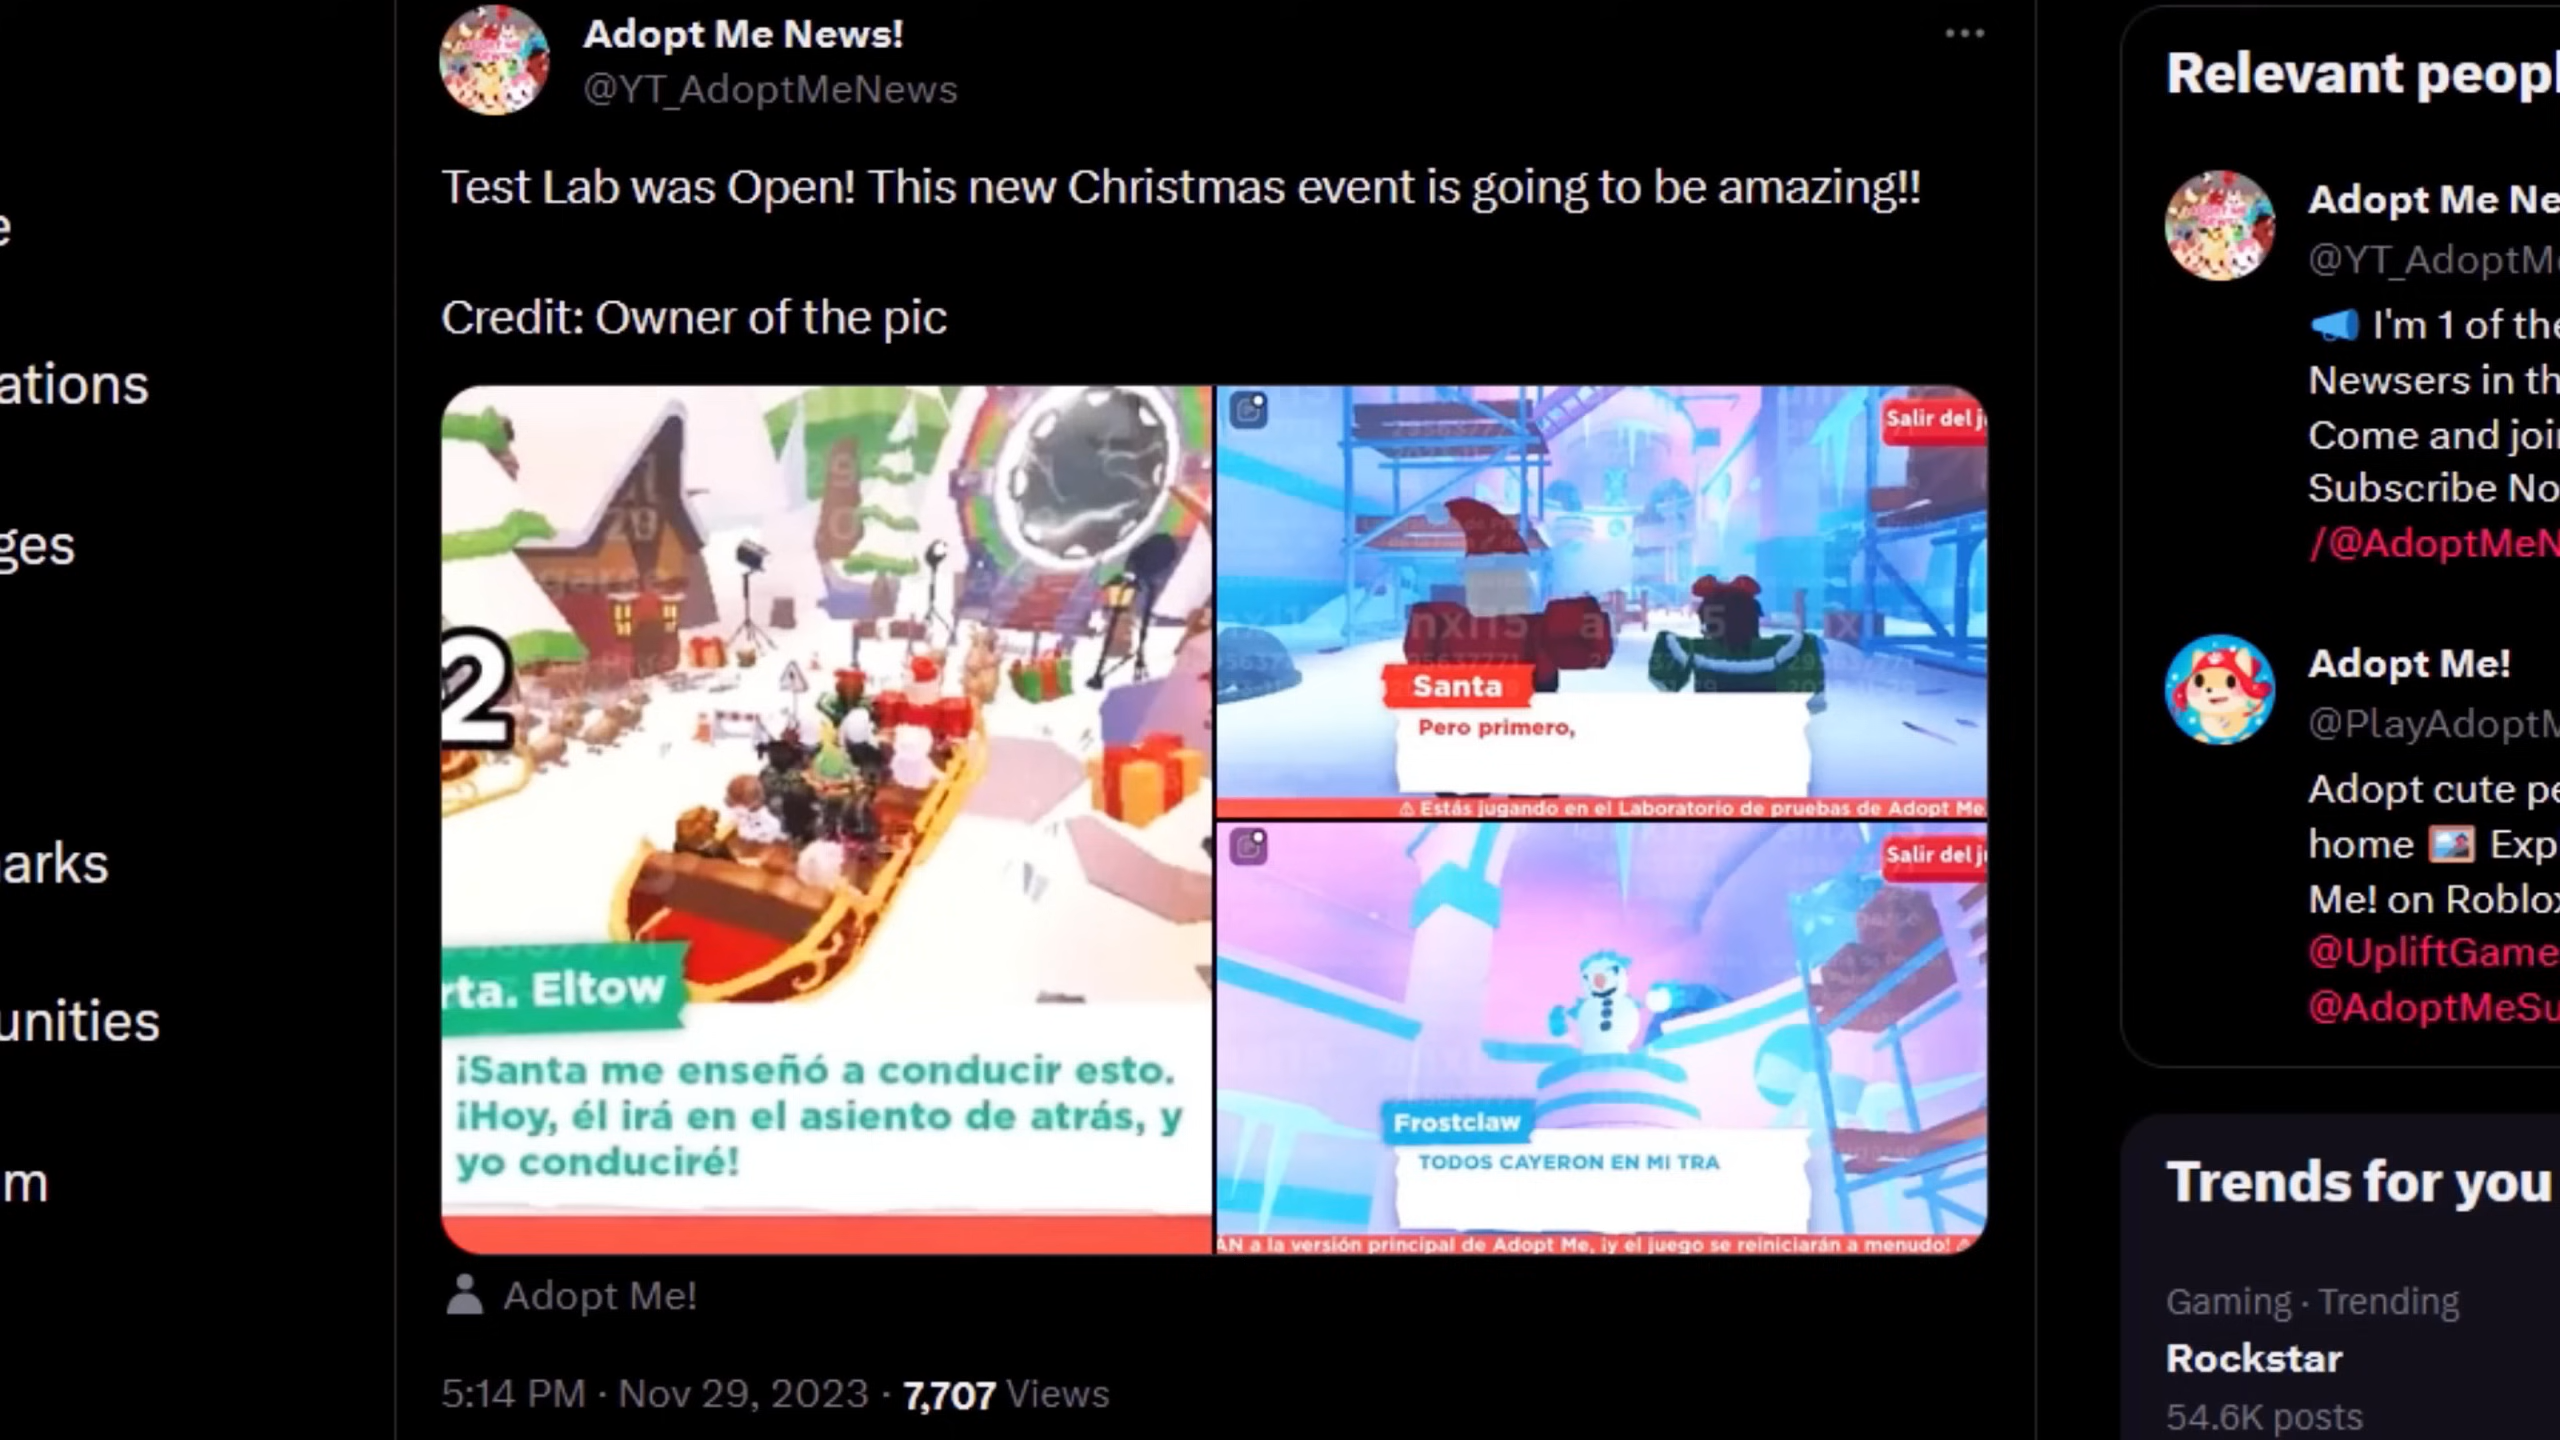 e
ations
ges
arks
unities
m
Adopt Me News!
@YT_AdoptMeNews
Test Lab was Open! This new Christmas event is going to be amazing!!
Credit: Owner of the pic
2
rta. Eltow
¡Santa me enseñó a conducir esto.
¡Hoy, él irá en el asiento de atrás, y
yo conduciré!
Salir del j
Santa
Pero primero,
⚠ Estás jugando en el Laboratorio de pruebas de Adopt Me
Salir del j
Frostclaw
TODOS CAYERON EN MI TRA
AN a la versión principal de Adopt Me, ¡y el juego se reiniciarán a menudo! ⚠
Adopt Me!
5:14 PM · Nov 29, 2023 · 7,707 Views
Relevant peopl
Adopt Me Ne
@YT_AdoptMe
📢 I'm 1 of the
Newsers in th
Come and join
Subscribe No
/@AdoptMeN
Adopt Me!
@PlayAdoptM
Adopt cute pe
home 🏞 Exp
Me! on Roblox
@UpliftGame
@AdoptMeSu
Trends for you
Gaming · Trending
Rockstar
54.6K posts